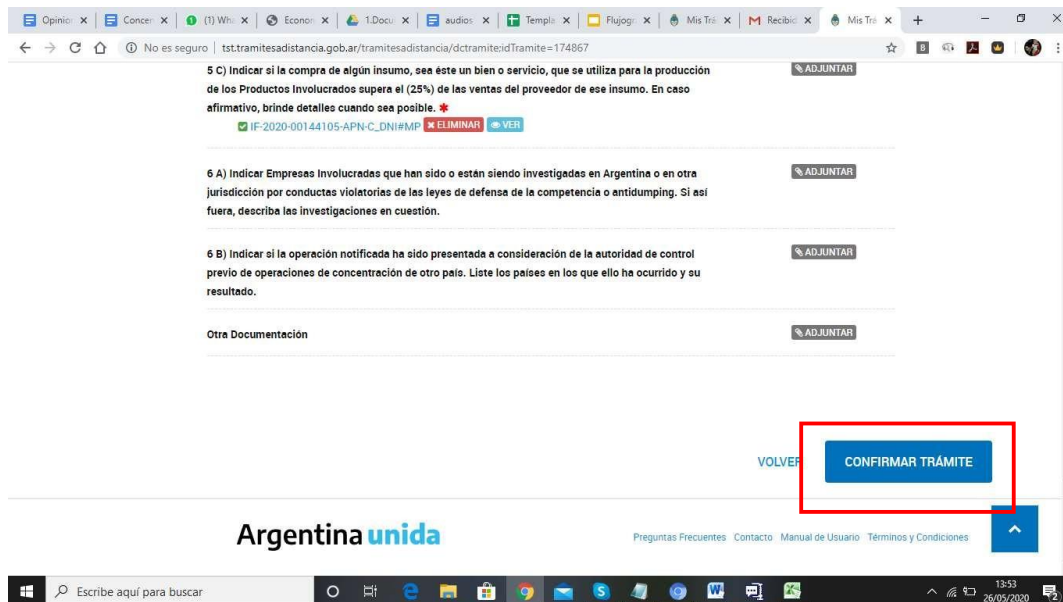 Opinio
Concen
(1) Wh
Econon
1.Docu
audios
Templa
Flujogr
Mis Trá
Recibid
Mis Trá
No es seguro | tst.tramitesadistancia.gob.ar/tramitesadistancia/dctramite;idTramite=174867
5 C) Indicar si la compra de algún insumo, sea éste un bien o servicio, que se utiliza para la producción
de los Productos Involucrados supera el (25%) de las ventas del proveedor de ese insumo. En caso
afirmativo, brinde detalles cuando sea posible. *
ADJUNTAR
IF-2020-00144105-APN-C_DNI#MP ELIMINAR VER
6 A) Indicar Empresas Involucradas que han sido o están siendo investigadas en Argentina o en otra
jurisdicción por conductas violatorias de las leyes de defensa de la competencia o antidumping. Si así
fuera, describa las investigaciones en cuestión.
ADJUNTAR
6 B) Indicar si la operación notificada ha sido presentada a consideración de la autoridad de control
previo de operaciones de concentración de otro país. Liste los países en los que ello ha ocurrido y su
resultado.
ADJUNTAR
Otra Documentación
ADJUNTAR
VOLVER
CONFIRMAR TRÁMITE
Argentina unida
Preguntas Frecuentes Contacto Manual de Usuario Términos y Condiciones
Escribe aquí para buscar
13:53
26/05/2020